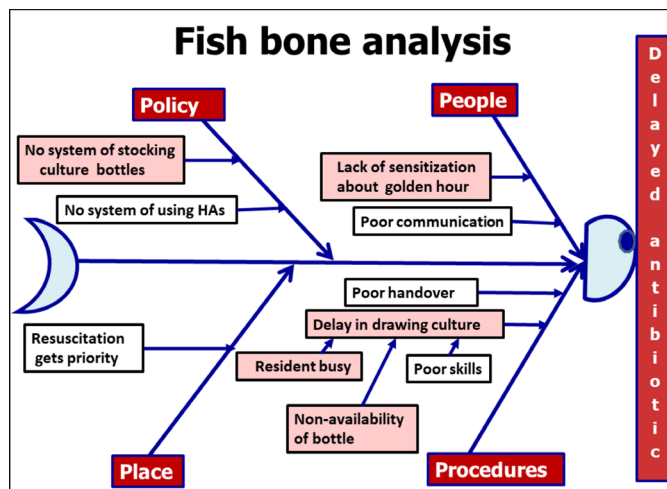 Fish bone analysis
Policy
People
No system of stocking
culture bottles
No system of using HAs
Lack of sensitization
about golden hour
Poor communication
Poor handover
Delay in drawing culture
Resuscitation
gets priority
Resident busy
Poor skills
Non-availability
of bottle
Place
Procedures
Delayed antibiotic